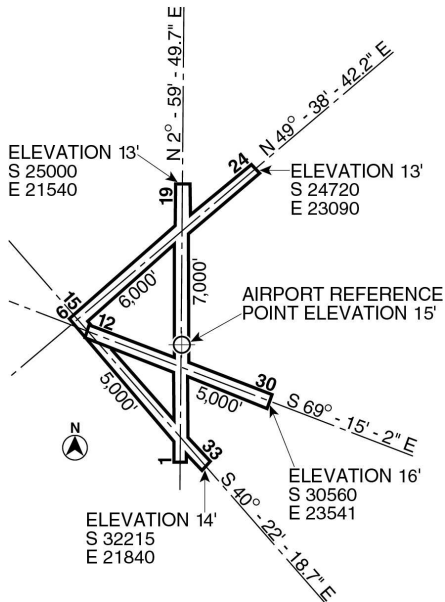 N 2° - 59' - 49.7" E
N 49° - 38' - 42.2" E
ELEVATION 13'
S 25000
E 21540
24
19
ELEVATION 13'
S 24720
E 23090
6,000'
7,000'
15
6
12
AIRPORT REFERENCE
POINT ELEVATION 15'
30
5,000'
5,000'
S 69° - 15' - 2" E
N
33
1
ELEVATION 16'
S 30560
E 23541
S 40° - 22' - 18.7" E
ELEVATION 14'
S 32215
E 21840